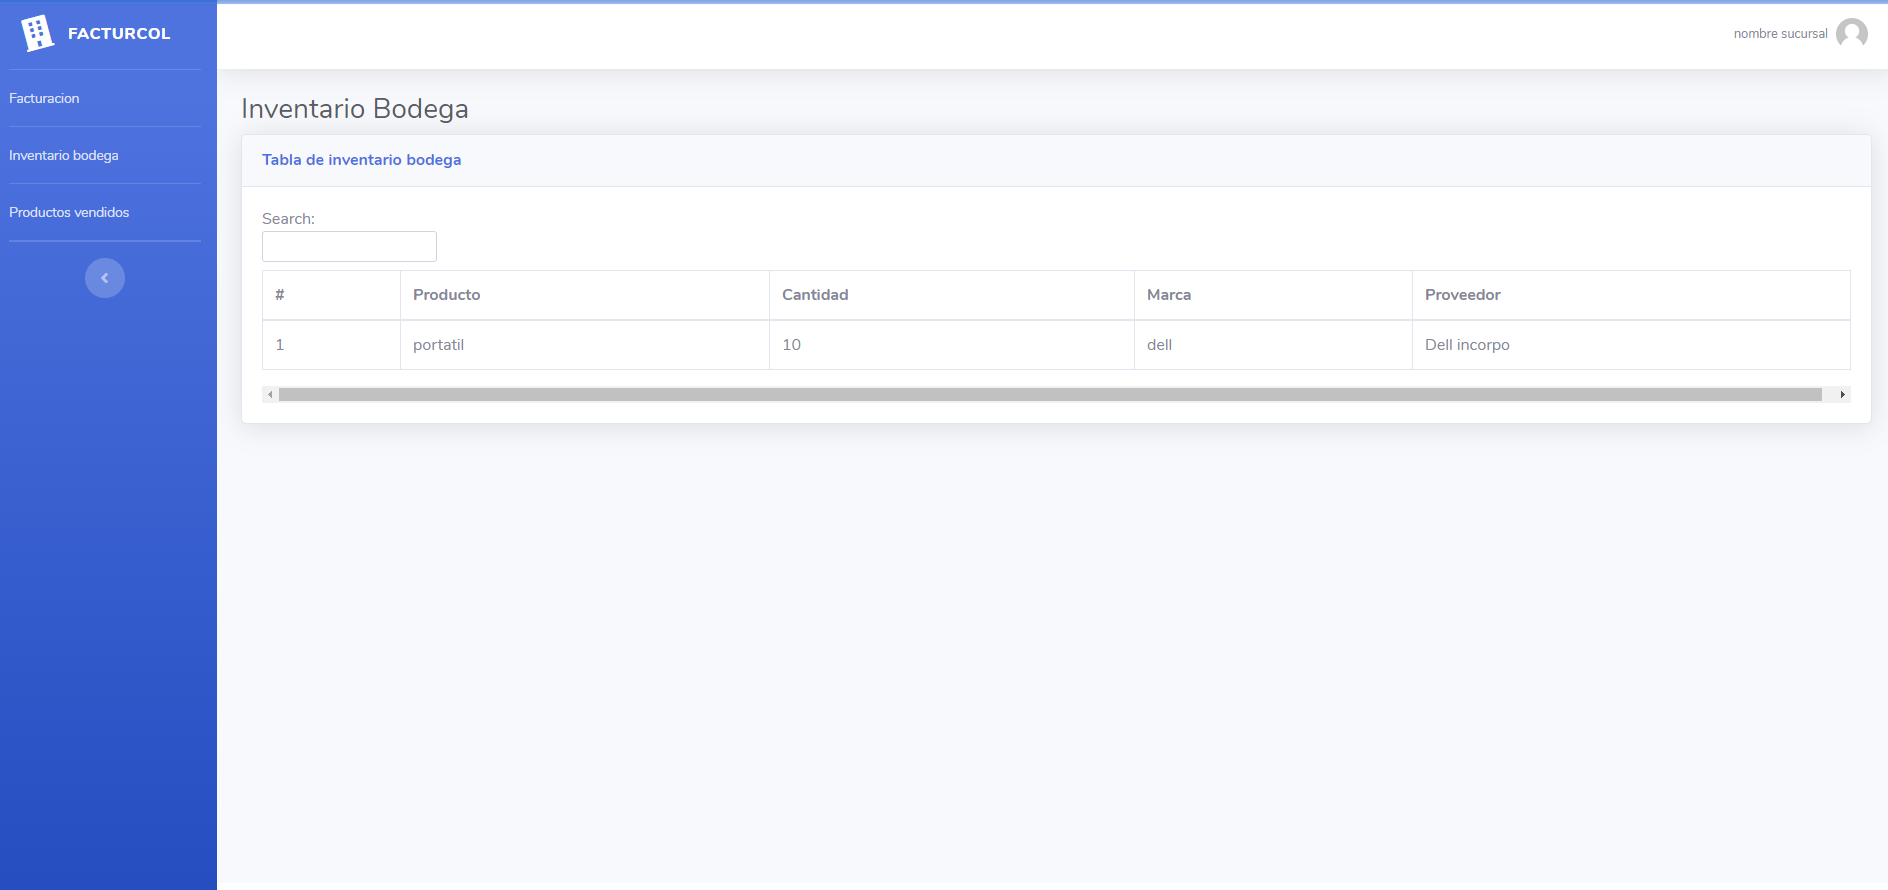 FACTURCOL
nombre sucursal
Facturacion
Inventario bodega
Productos vendidos
Inventario Bodega
Tabla de inventario bodega
Search:
# Producto Cantidad Marca Proveedor
1 portatil 10 dell Dell incorpo